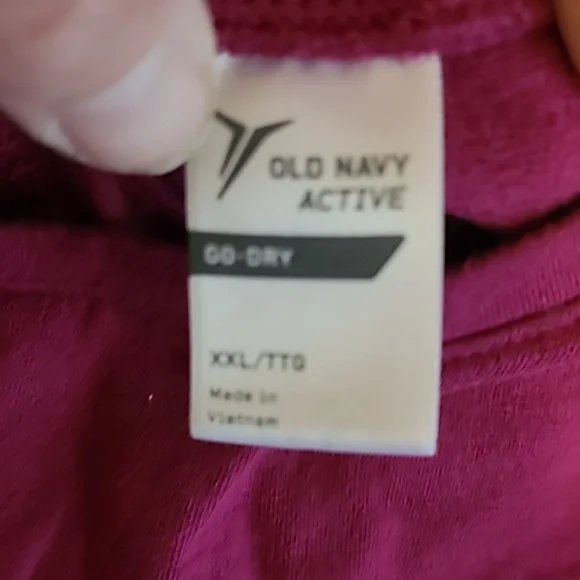 OLD NAVY
ACTIVE
GO-DRY
XXL/TTG
Made in
Vietnam